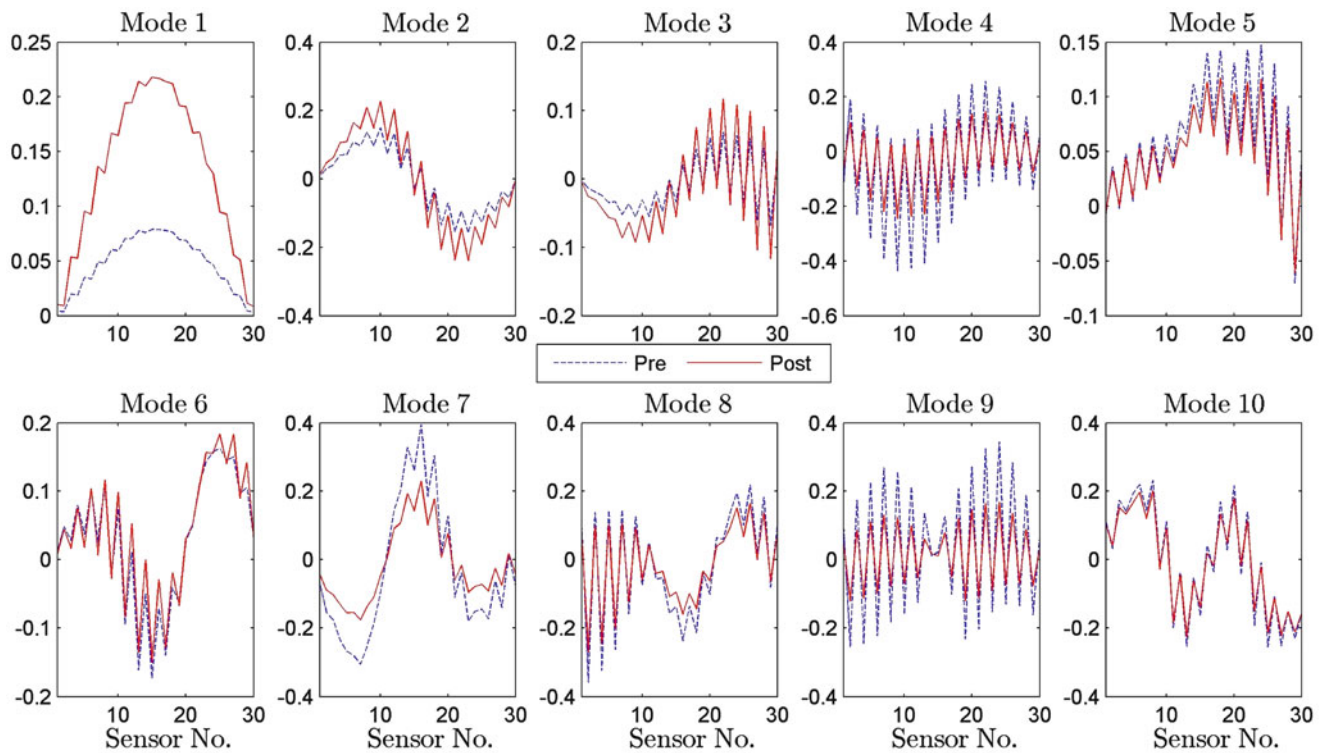 Mode 1 Mode 2 Mode 3 Mode 4 Mode 5
0.25 0.4 0.2 0.4 0.15
0.2 0.2 0.1 0.2 0.1
0.15 0 0 0 0.05
0.1 -0.2 -0.1 -0.2 0
0.05 -0.4 -0.2 -0.4 -0.05
0 -0.6 -0.1
10 20 30 10 20 30 10 20 30 10 20 30 10 20 30
Pre Post
Mode 6 Mode 7 Mode 8 Mode 9 Mode 10
0.2 0.4 0.4 0.4 0.4
0.1 0.2 0.2 0.2 0.2
0 0 0 0 0
-0.1 -0.2 -0.2 -0.2 -0.2
-0.2 -0.4 -0.4 -0.4 -0.4
10 20 30 10 20 30 10 20 30 10 20 30 10 20 30
Sensor No. Sensor No. Sensor No. Sensor No. Sensor No.